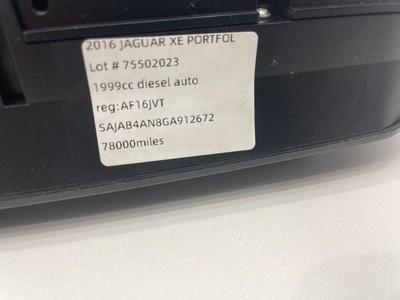 2016 JAGUAR XE PORTFOL
Lot # 75502023
1999cc diesel auto
reg:AF16JVT
SAJAB4AN8GA912672
78000miles